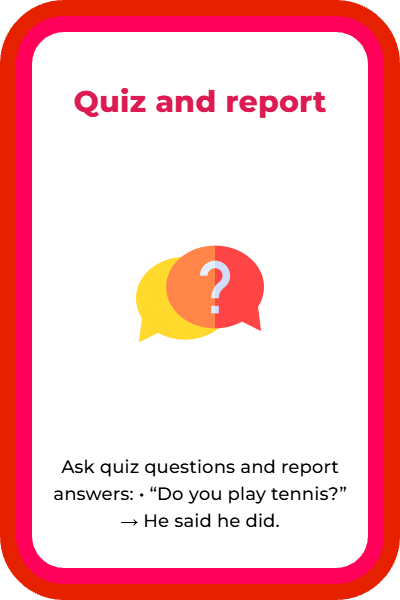 Quiz and report
?
Ask quiz questions and report
answers: • “Do you play tennis?”
→ He said he did.